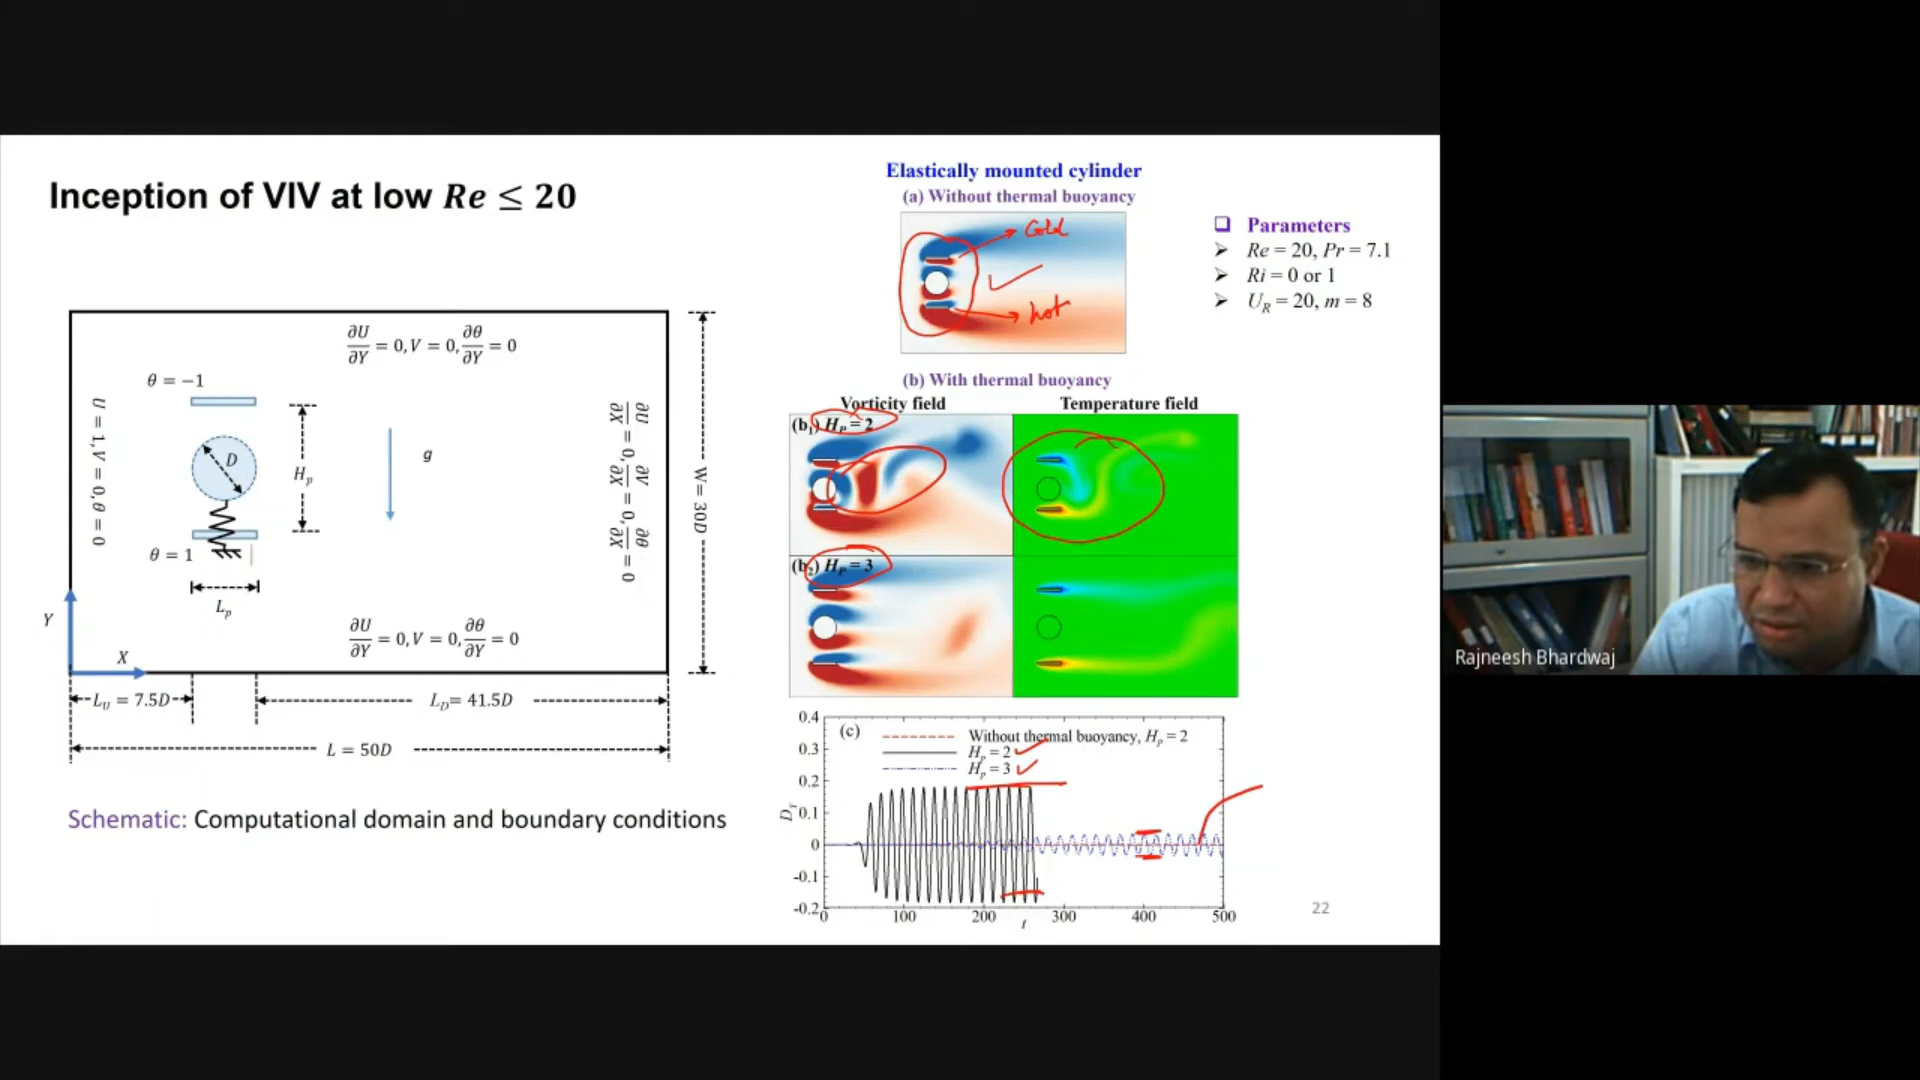 Inception of VIV at low Re ≤ 20
∂U/∂Y = 0, V = 0, ∂θ/∂Y = 0
θ = −1
U = 1, V = 0, θ = 0
D
H_p
g
∂U/∂X = 0, ∂V/∂X = 0, ∂θ/∂X = 0
W = 30D
θ = 1
L_p
∂U/∂Y = 0, V = 0, ∂θ/∂Y = 0
Y
X
L_U = 7.5D
L_D = 41.5D
L = 50D
Schematic: Computational domain and boundary conditions
Elastically mounted cylinder
(a) Without thermal buoyancy
Cold
hot
(b) With thermal buoyancy
Vorticity field
Temperature field
(b₁) H_P = 2
(b₂) H_P = 3
(c)
Without thermal buoyancy, H_p = 2
H_p = 2
H_p = 3
0.4
0.3
0.2
0.1
0
-0.1
-0.2
D_Y
0 100 200 300 400 500
t
❑ Parameters
➢ Re = 20, Pr = 7.1
➢ Ri = 0 or 1
➢ U_R = 20, m = 8
22
Rajneesh Bhardwaj